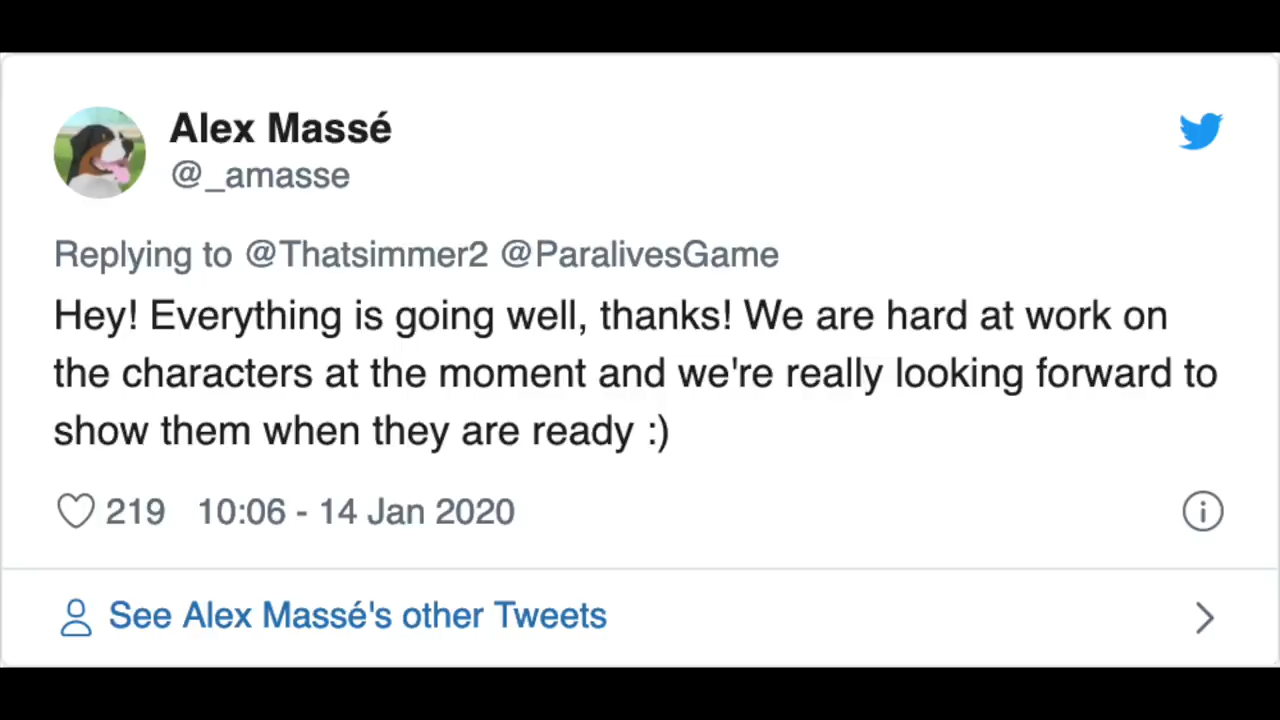 Alex Massé
@_amasse
Replying to @Thatsimmer2 @ParalivesGame
Hey! Everything is going well, thanks! We are hard at work on
the characters at the moment and we're really looking forward to
show them when they are ready :)
219 10:06 - 14 Jan 2020
See Alex Massé's other Tweets